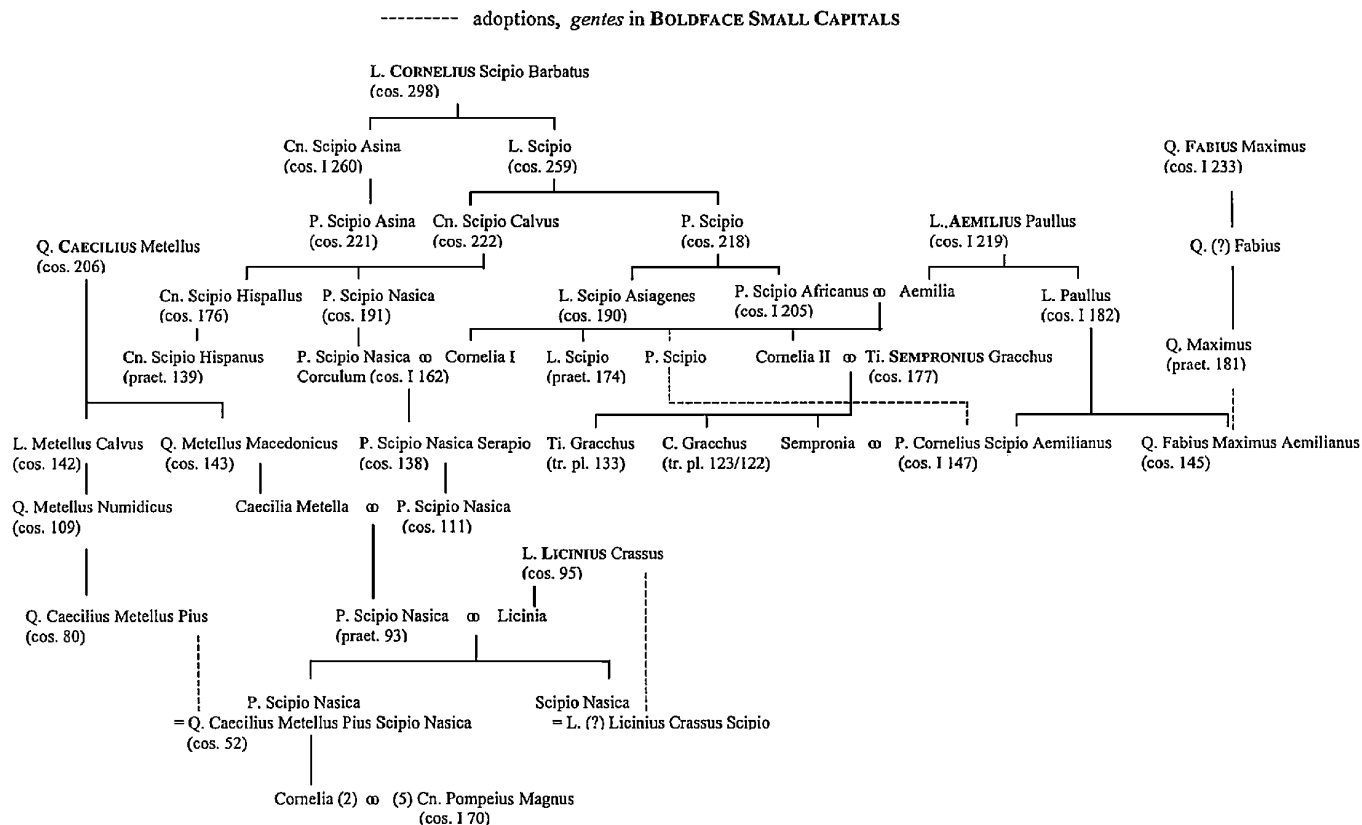 adoptions, gentes in BOLDFACE SMALL CAPITALS
L. CORNELIUS Scipio Barbatus
(cos. 298)
Cn. Scipio Asina
(cos. I 260)
L. Scipio
(cos. 259)
Q. FABIUS Maximus
(cos. I 233)
P. Scipio Asina
(cos. 221)
Cn. Scipio Calvus
(cos. 222)
P. Scipio
(cos. 218)
L., AEMILIUS Paullus
(cos. I 219)
Q. CAECILIUS Metellus
(cos. 206)
Q. (?) Fabius
Cn. Scipio Hispallus
(cos. 176)
P. Scipio Nasica
(cos. 191)
L. Scipio Asiagenes
(cos. 190)
P. Scipio Africanus ∞ Aemilia
(cos. I 205)
L. Paullus
(cos. I 182)
Cn. Scipio Hispanus
(praet. 139)
P. Scipio Nasica ∞ Cornelia I
Corculum (cos. I 162)
L. Scipio
(praet. 174)
P. Scipio
Cornelia II ∞ Ti. SEMPRONIUS Gracchus
(cos. 177)
Q. Maximus
(praet. 181)
L. Metellus Calvus
(cos. 142)
Q. Metellus Macedonicus
(cos. 143)
P. Scipio Nasica Serapio
(cos. 138)
Ti. Gracchus
(tr. pl. 133)
C. Gracchus
(tr. pl. 123/122)
Sempronia ∞ P. Cornelius Scipio Aemilianus
(cos. I 147)
Q. Fabius Maximus Aemilianus
(cos. 145)
Q. Metellus Numidicus
(cos. 109)
Caecilia Metella ∞ P. Scipio Nasica
(cos. 111)
L. LICINIUS Crassus
(cos. 95)
Q. Caecilius Metellus Pius
(cos. 80)
P. Scipio Nasica ∞ Licinia
(praet. 93)
P. Scipio Nasica
= Q. Caecilius Metellus Pius Scipio Nasica
(cos. 52)
Scipio Nasica
= L. (?) Licinius Crassus Scipio
Cornelia (2) ∞ (5) Cn. Pompeius Magnus
(cos. I 70)